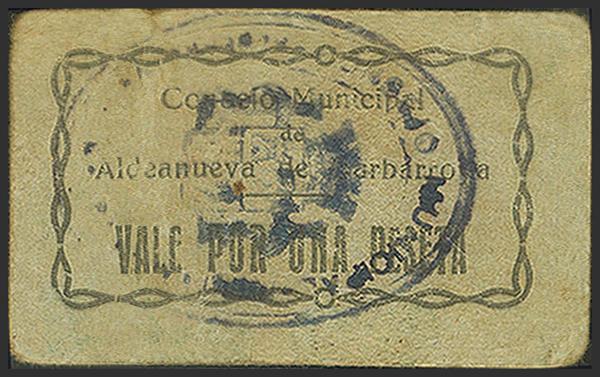 Consejo Municipal
de
Aldeanueva de Barbarroya
VALE POR UNA PESETA